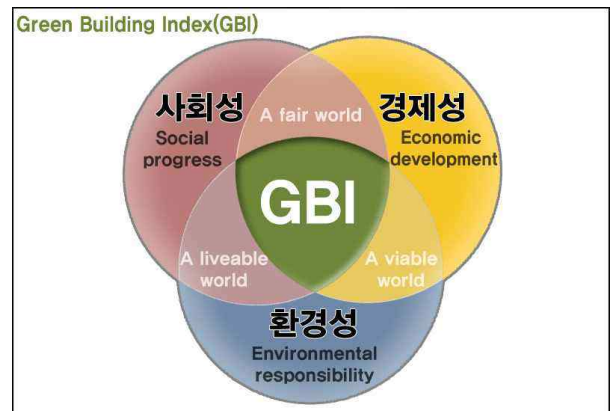 Green Building Index(GBI)
사회성
Social
progress
A fair world
경제성
Economic
development
GBI
A liveable
world
A viable
world
환경성
Environmental
responsibility